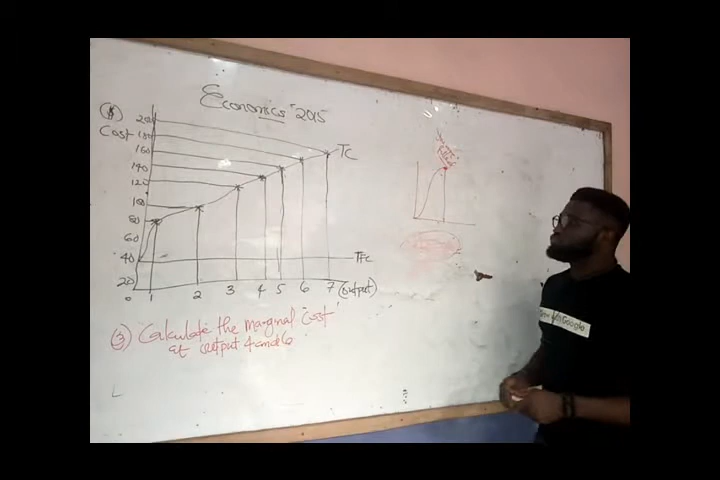 Economics 2015
($)
Cost
200
180
160
140
120
100
80
60
40
20
0 1 2 3 4 5 6 7 (output)
TC
TFC
(3) Calculate the marginal cost
at output 4 and 6